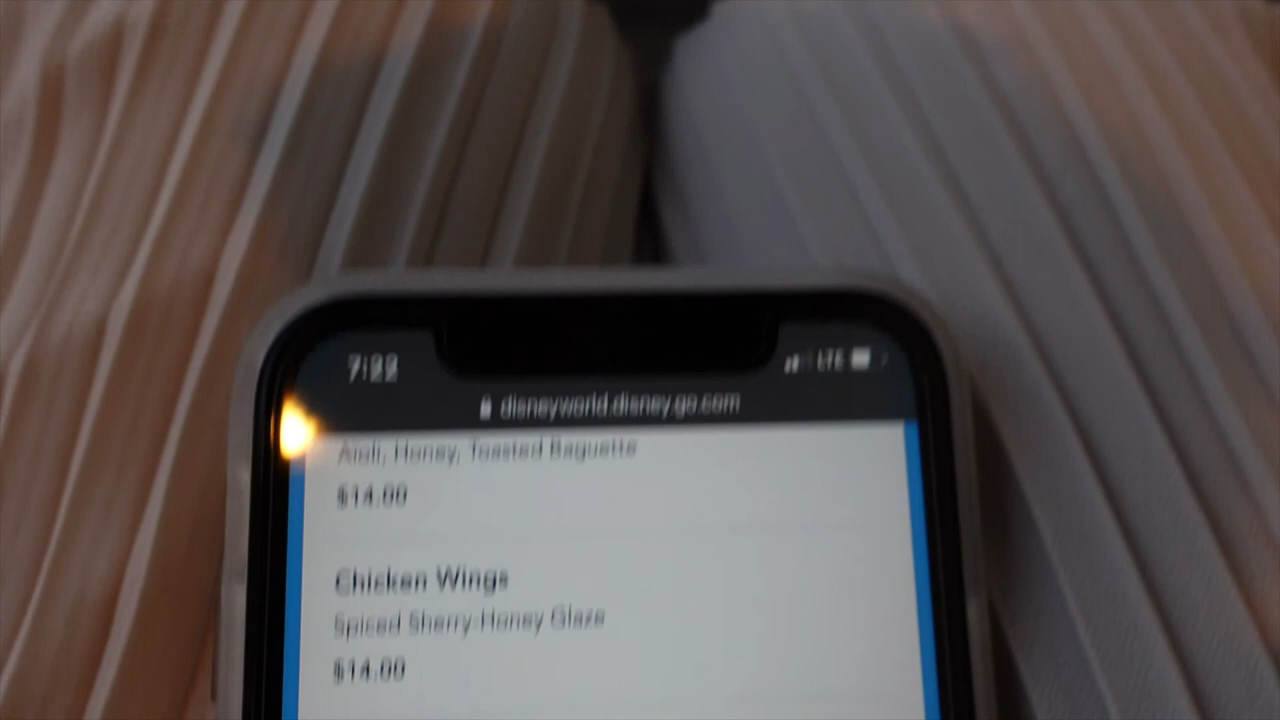 7:22
LTE
disneyworld.disney.go.com
Aioli, Honey, Toasted Baguette
$14.00
Chicken Wings
Spiced Sherry-Honey Glaze
$14.00